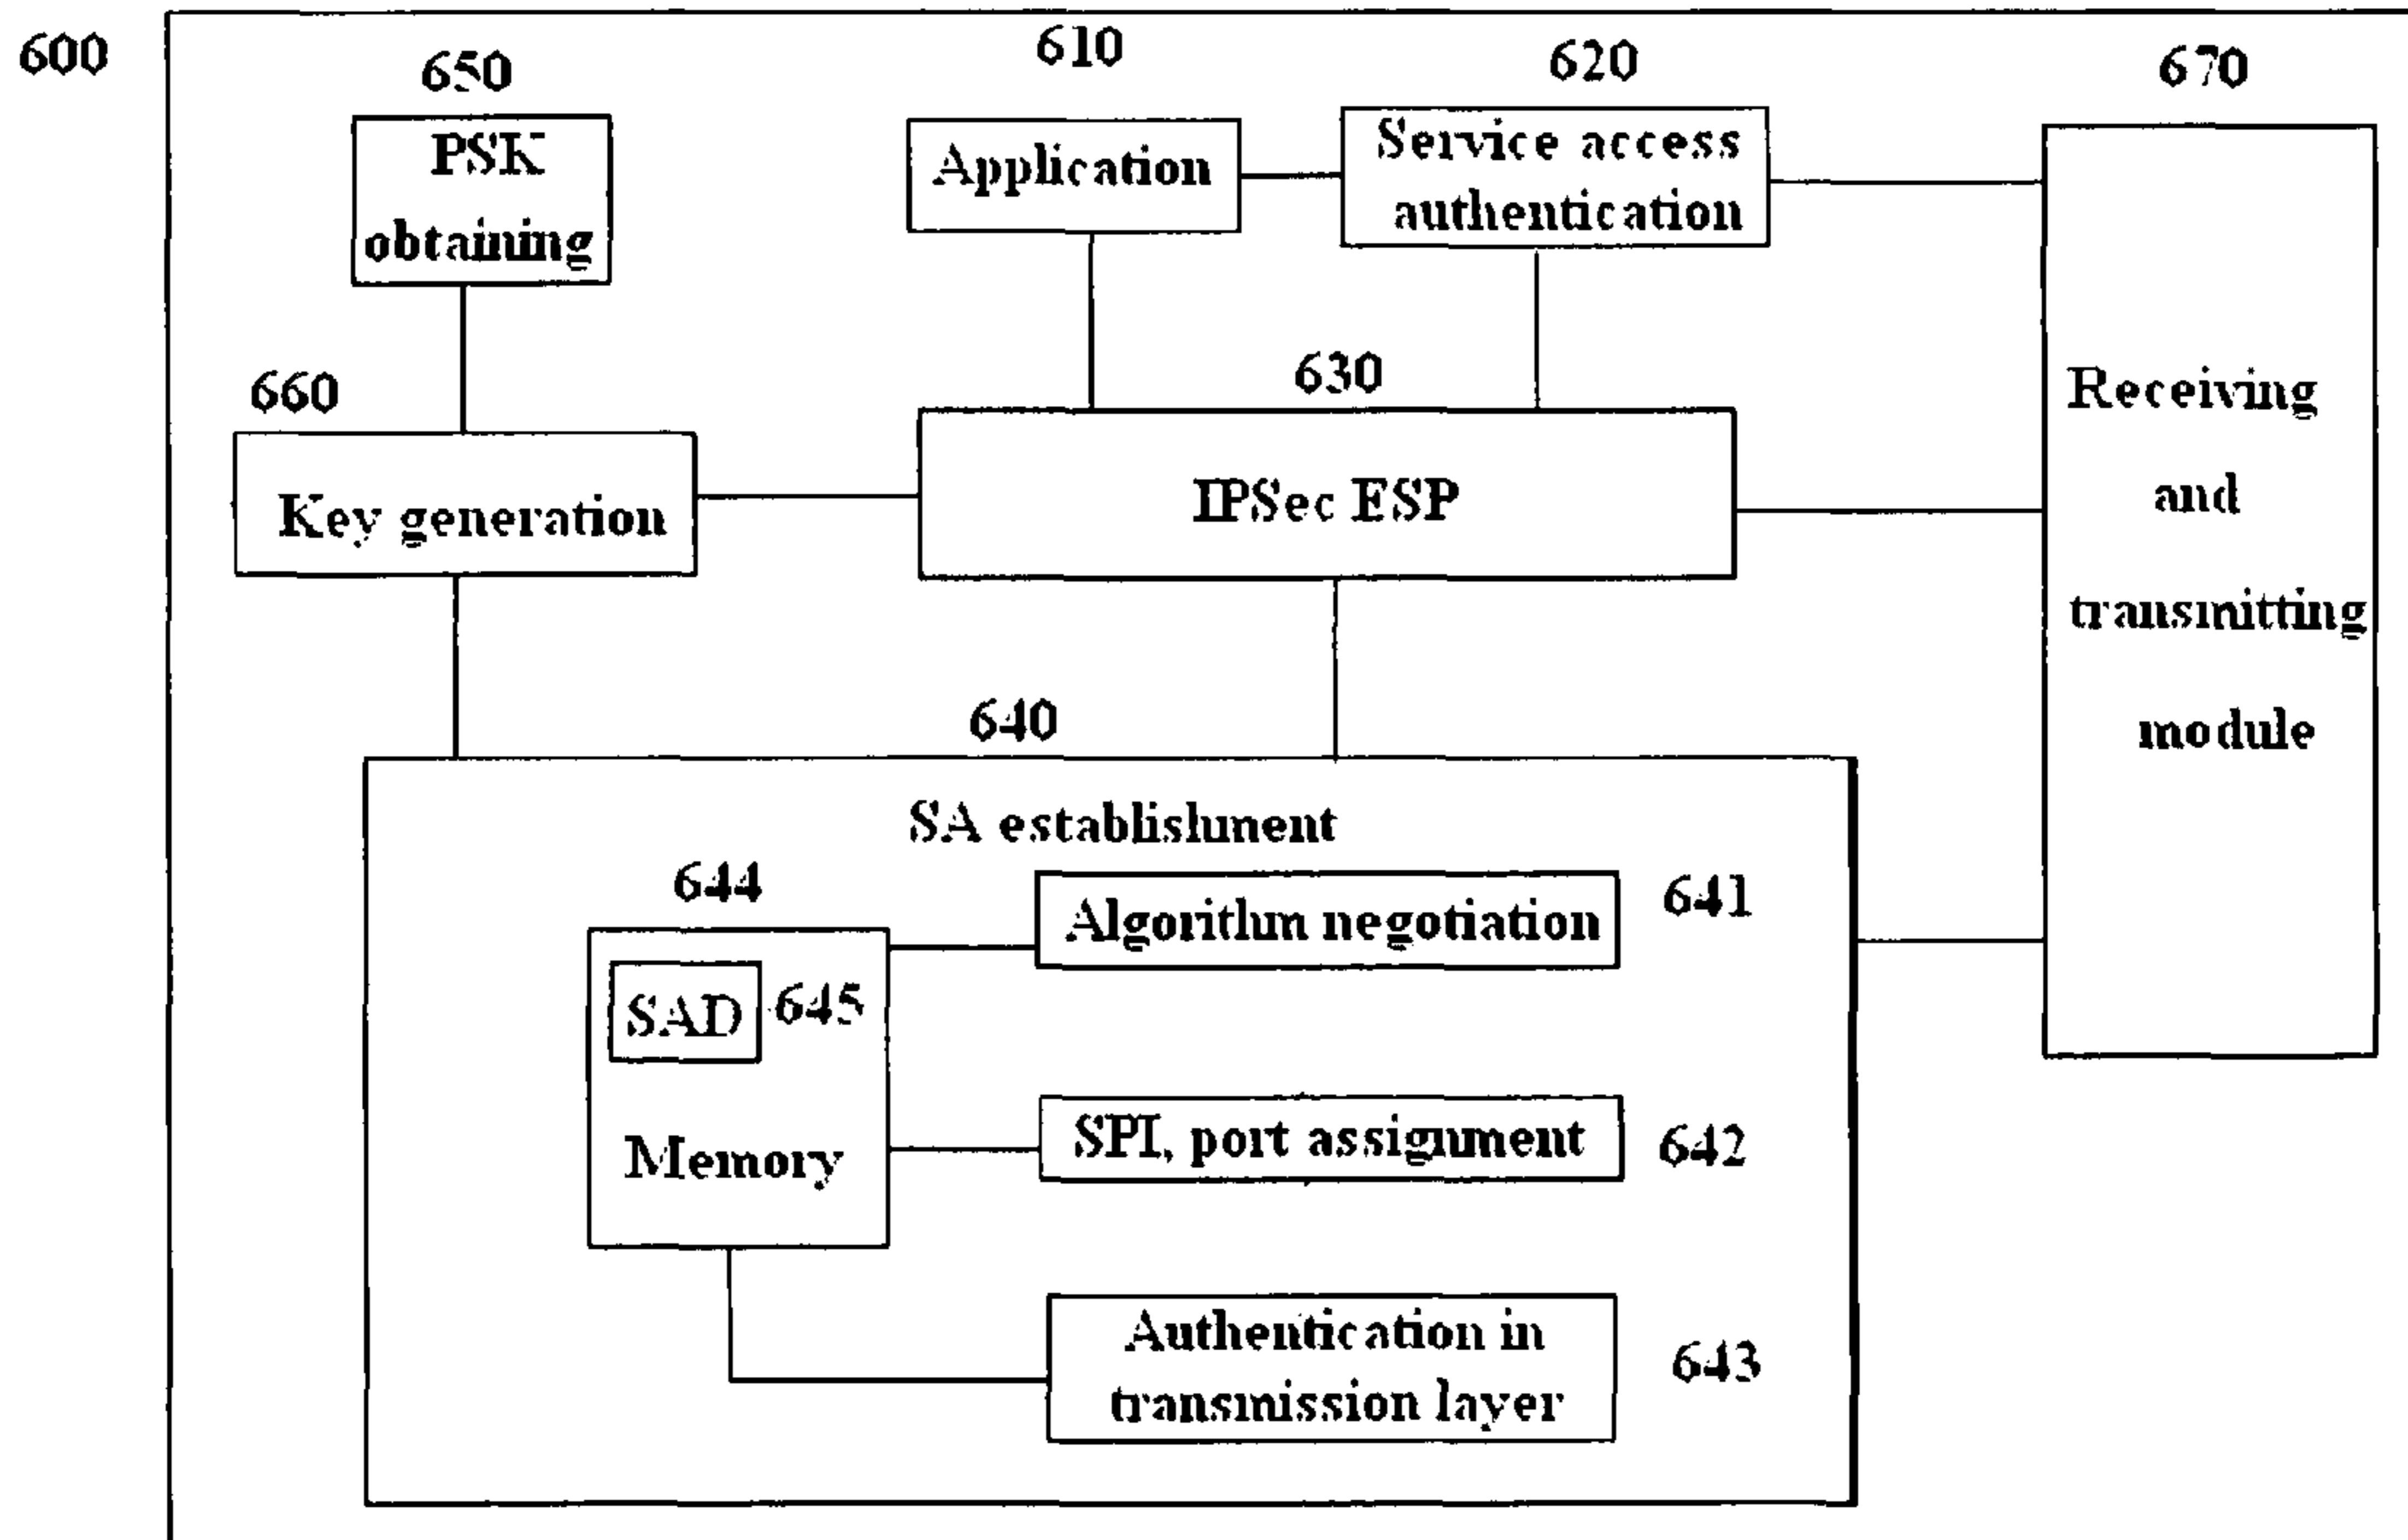 600
650
PSK
obtaining
610
Application
620
Service access
authentication
670
Receiving
and
transmitting
module
660
Key generation
630
IPSec ESP
640
SA establishment
644
SAD
645
Memory
Algorithm negotiation
641
SPI, port assignment
642
Authentication in
transmission layer
643